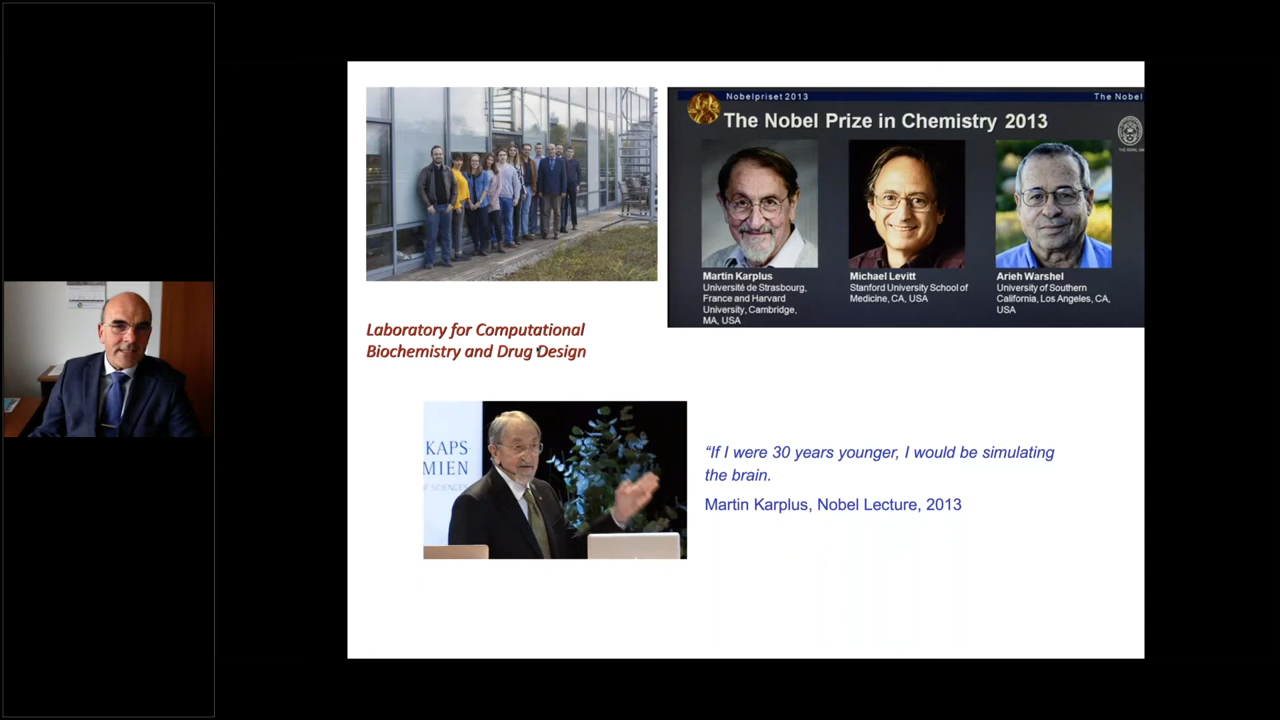 Nobelpriset 2013
The Nobel
The Nobel Prize in Chemistry 2013
Martin Karplus
Université de Strasbourg,
France and Harvard
University, Cambridge,
MA, USA
Michael Levitt
Stanford University School of
Medicine, CA, USA
Arieh Warshel
University of Southern
California, Los Angeles, CA,
USA
Laboratory for Computational
Biochemistry and Drug Design
KAPS
MIEN
OF SCIENCES
“If I were 30 years younger, I would be simulating
the brain.
Martin Karplus, Nobel Lecture, 2013